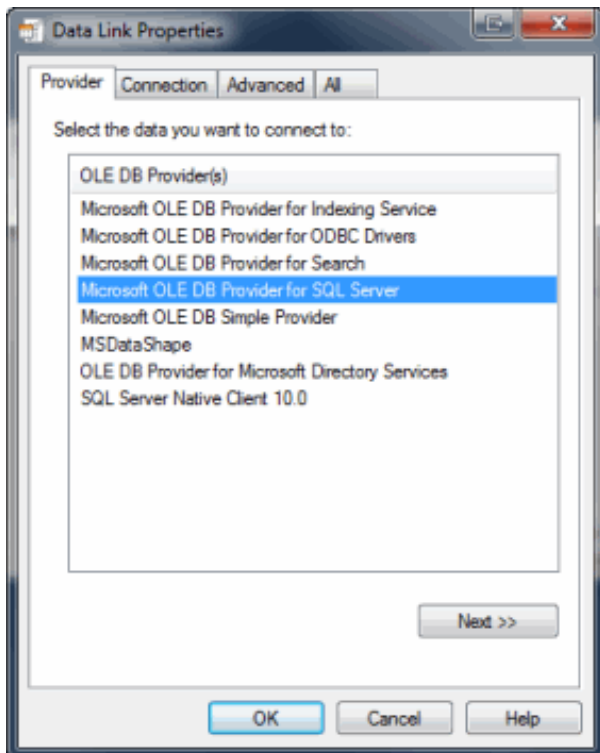 Data Link Properties
Provider Connection Advanced All
Select the data you want to connect to:
OLE DB Provider(s)
Microsoft OLE DB Provider for Indexing Service
Microsoft OLE DB Provider for ODBC Drivers
Microsoft OLE DB Provider for Search
Microsoft OLE DB Provider for SQL Server
Microsoft OLE DB Simple Provider
MSDataShape
OLE DB Provider for Microsoft Directory Services
SQL Server Native Client 10.0
Next >>
OK Cancel Help